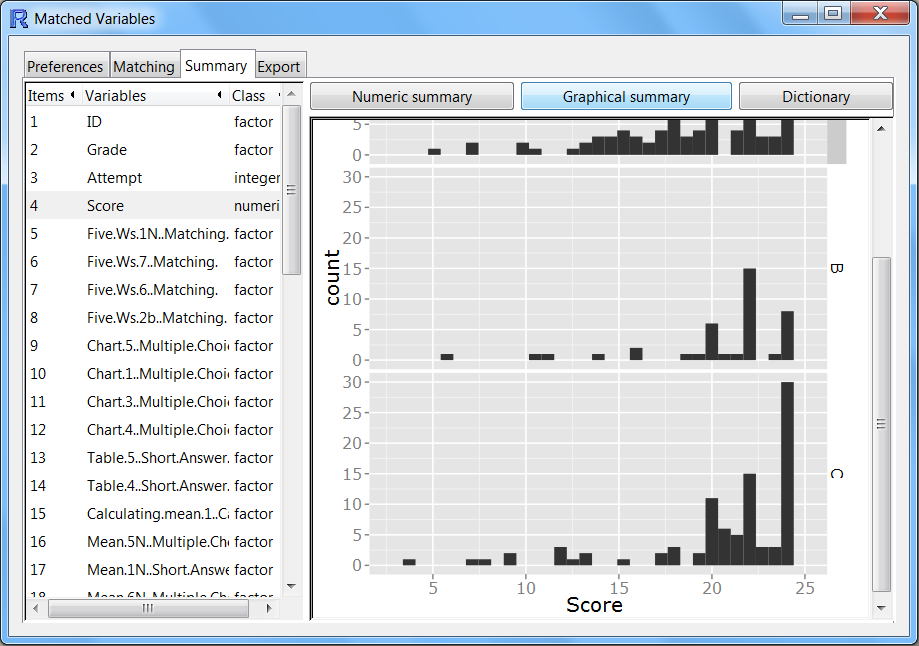 Matched Variables
Preferences Matching Summary Export
Items Variables Class
Numeric summary Graphical summary Dictionary
1 ID factor
2 Grade factor
3 Attempt integer
4 Score numeri
5 Five.Ws.1N..Matching. factor
6 Five.Ws.7..Matching. factor
7 Five.Ws.6..Matching. factor
8 Five.Ws.2b..Matching. factor
9 Chart.5..Multiple.Choi factor
10 Chart.1..Multiple.Choi factor
11 Chart.3..Multiple.Choi factor
12 Chart.4..Multiple.Choi factor
13 Table.5..Short.Answer. factor
14 Table.4..Short.Answer. factor
15 Calculating.mean.1..Ca factor
16 Mean.5N..Multiple.Ch factor
17 Mean.1N..Short.Answe factor
18 Mean.6N..Multiple.Ch factor
5
0
30
25
20
15
10
5
0
count
B
30
25
20
15
10
5
0
C
5 10 15 20 25
Score